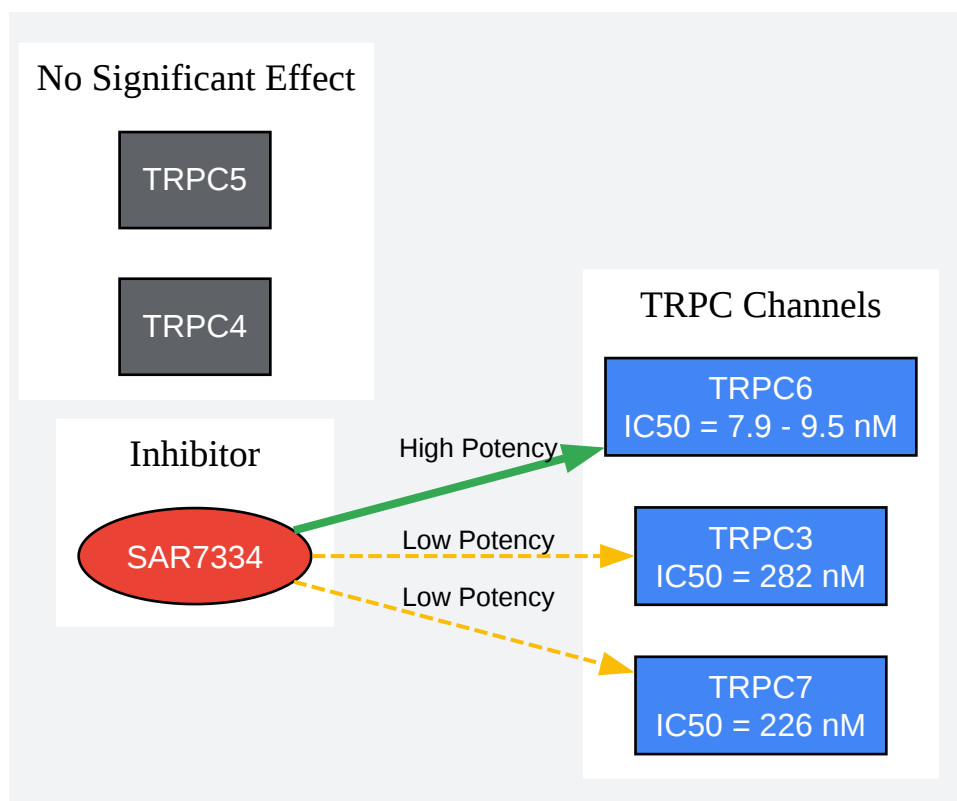 No Significant Effect
TRPC5
TRPC4
Inhibitor
SAR7334
High Potency
Low Potency
Low Potency
TRPC Channels
TRPC6
IC50 = 7.9 - 9.5 nM
TRPC3
IC50 = 282 nM
TRPC7
IC50 = 226 nM